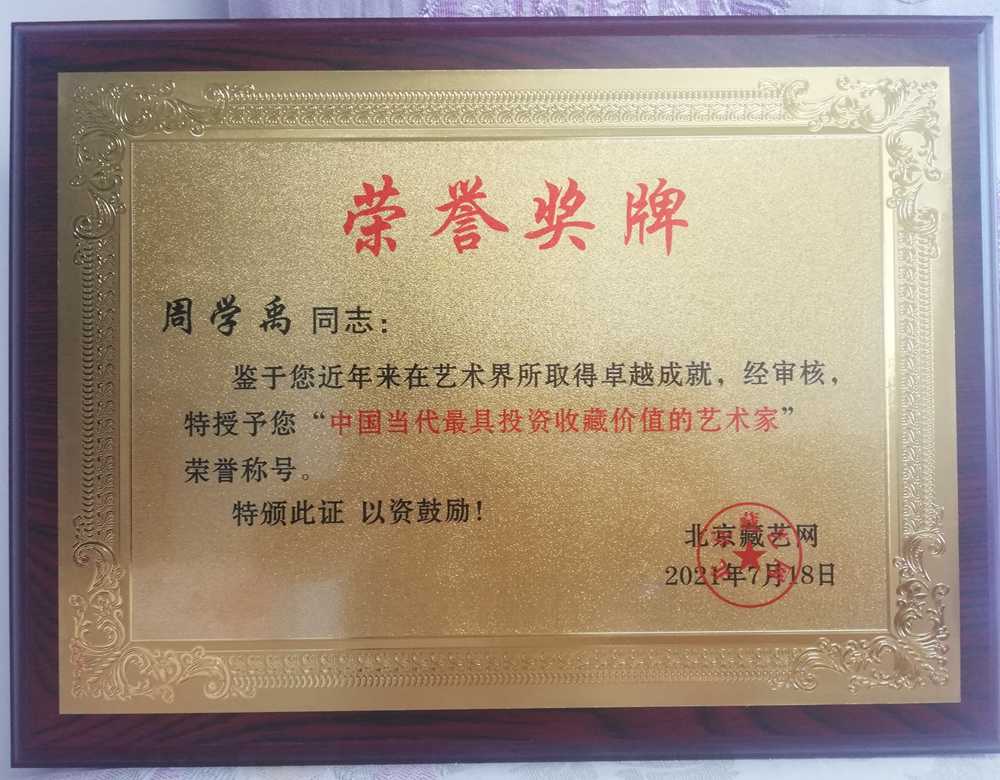 荣誉奖牌
周学禹 同志：
鉴于您近年来在艺术界所取得卓越成就，经审核，
特授予您“中国当代最具投资收藏价值的艺术家”
荣誉称号。
特颁此证 以资鼓励！
北京藏艺网
2021年7月18日